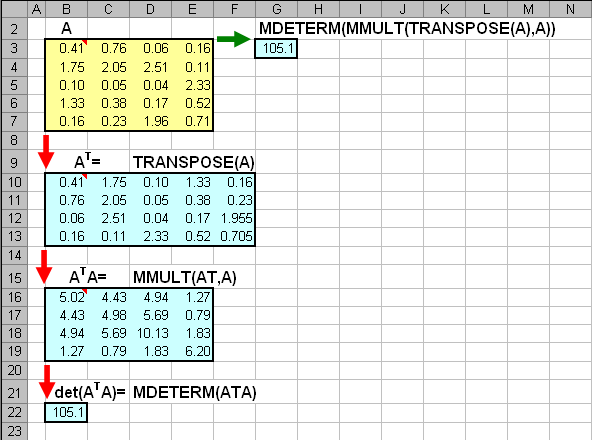 A B C D E F G H I J K L M N
2 A MDETERM(MMULT(TRANSPOSE(A),A))
3 0.41 0.76 0.06 0.16 105.1
4 1.75 2.05 2.51 0.11
5 0.10 0.05 0.04 2.33
6 1.33 0.38 0.17 0.52
7 0.16 0.23 1.96 0.71
8
9 Aᵀ= TRANSPOSE(A)
10 0.41 1.75 0.10 1.33 0.16
11 0.76 2.05 0.05 0.38 0.23
12 0.06 2.51 0.04 0.17 1.955
13 0.16 0.11 2.33 0.52 0.705
14
15 AᵀA= MMULT(AT,A)
16 5.02 4.43 4.94 1.27
17 4.43 4.98 5.69 0.79
18 4.94 5.69 10.13 1.83
19 1.27 0.79 1.83 6.20
20
21 det(AᵀA)= MDETERM(ATA)
22 105.1
23